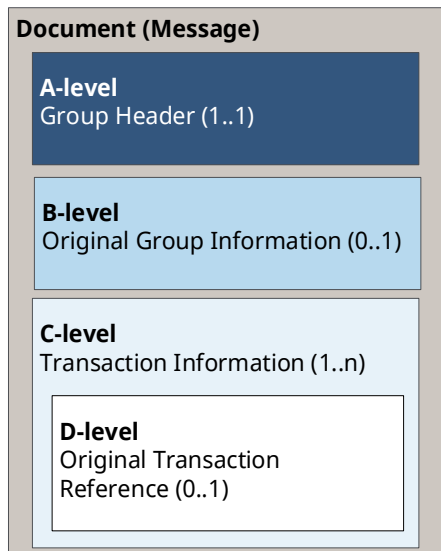 Document (Message)
A-level
Group Header (1..1)
B-level
Original Group Information (0..1)
C-level
Transaction Information (1..n)
D-level
Original Transaction
Reference (0..1)